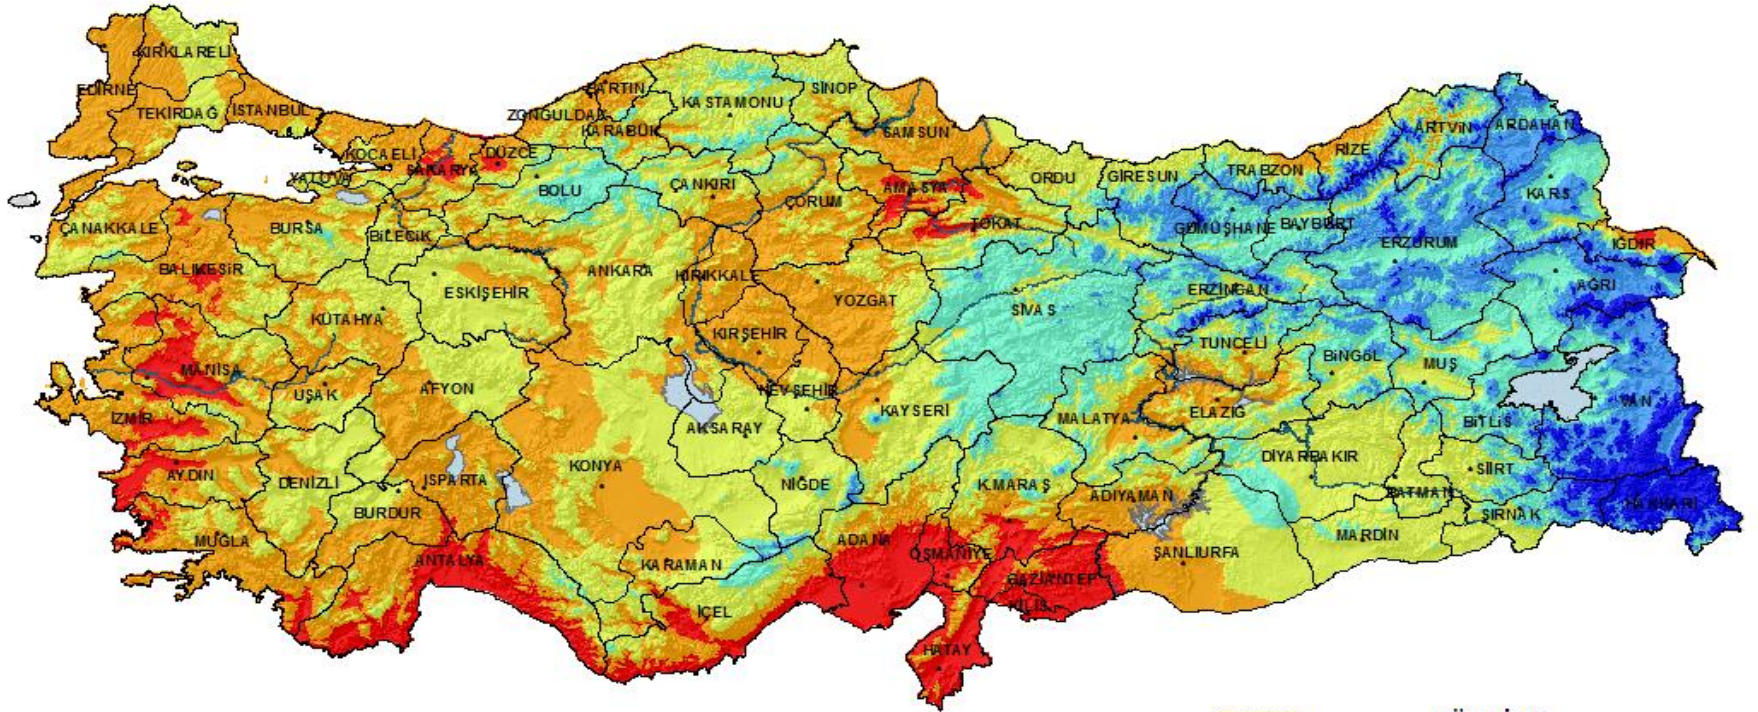 KIRKLARELİ
EDİRNE
TEKİRDAĞ
İSTANBUL
KOCAELİ
YALOVA
SAKARYA
DÜZCE
ZONGULDAK
BARTIN
KARABÜK
KASTAMONU
SİNOP
SAMSUN
BOLU
ÇANKIRI
ÇORUM
AMASYA
TOKAT
ORDU
GİRESUN
TRABZON
RİZE
ARTVİN
ARDAHAN
KARS
IĞDIR
AĞRI
ERZURUM
BAYBURT
GÜMÜŞHANE
ERZİNCAN
SİVAS
YOZGAT
KIRIKKALE
ANKARA
ESKİŞEHİR
BİLECİK
BURSA
ÇANAKKALE
BALIKESİR
KÜTAHYA
MANİSA
UŞAK
AFYON
İZMİR
AYDIN
DENİZLİ
ISPARTA
BURDUR
MUĞLA
ANTALYA
KONYA
KARAMAN
İÇEL
AKSARAY
NEVŞEHİR
KIRŞEHİR
NİĞDE
KAYSERİ
ADANA
OSMANİYE
HATAY
KİLİS
GAZİANTEP
K.MARAŞ
ADIYAMAN
ŞANLIURFA
MALATYA
ELAZIĞ
TUNCELİ
BİNGÖL
MUŞ
BİTLİS
VAN
DİYARBAKIR
BATMAN
SİİRT
ŞIRNAK
MARDİN
HAKKARİ